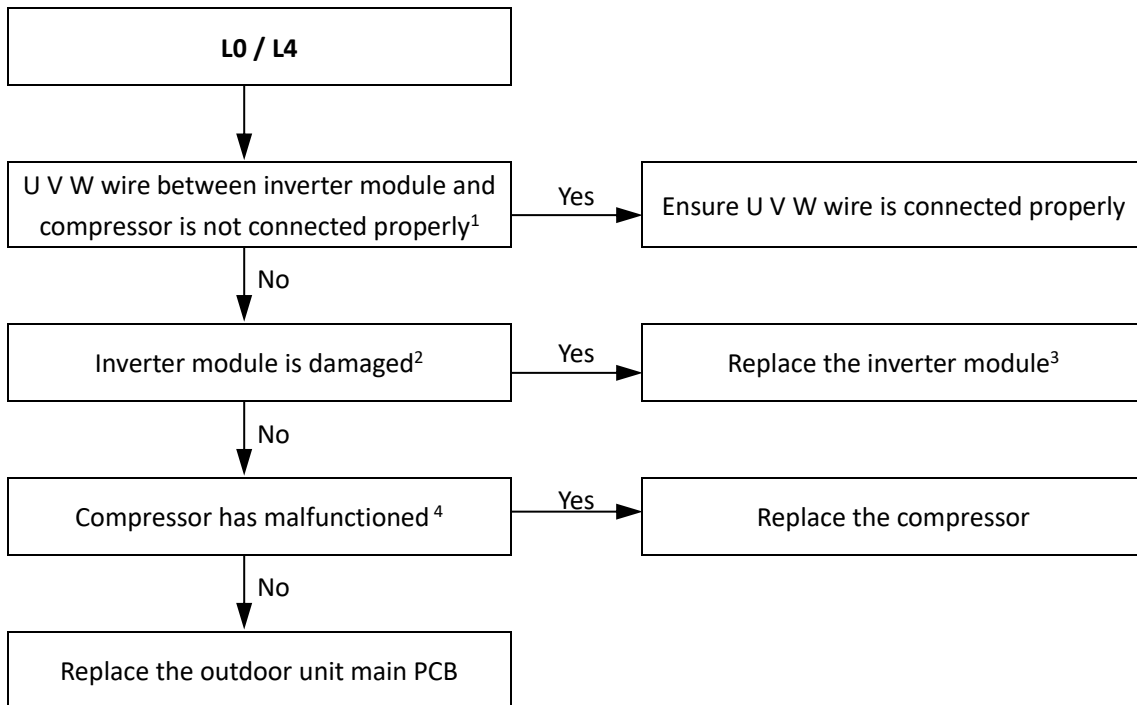 L0 / L4
U V W wire between inverter module and
compressor is not connected properly1
Yes
Ensure U V W wire is connected properly
No
Inverter module is damaged2
Yes
Replace the inverter module3
No
Compressor has malfunctioned 4
Yes
Replace the compressor
No
Replace the outdoor unit main PCB